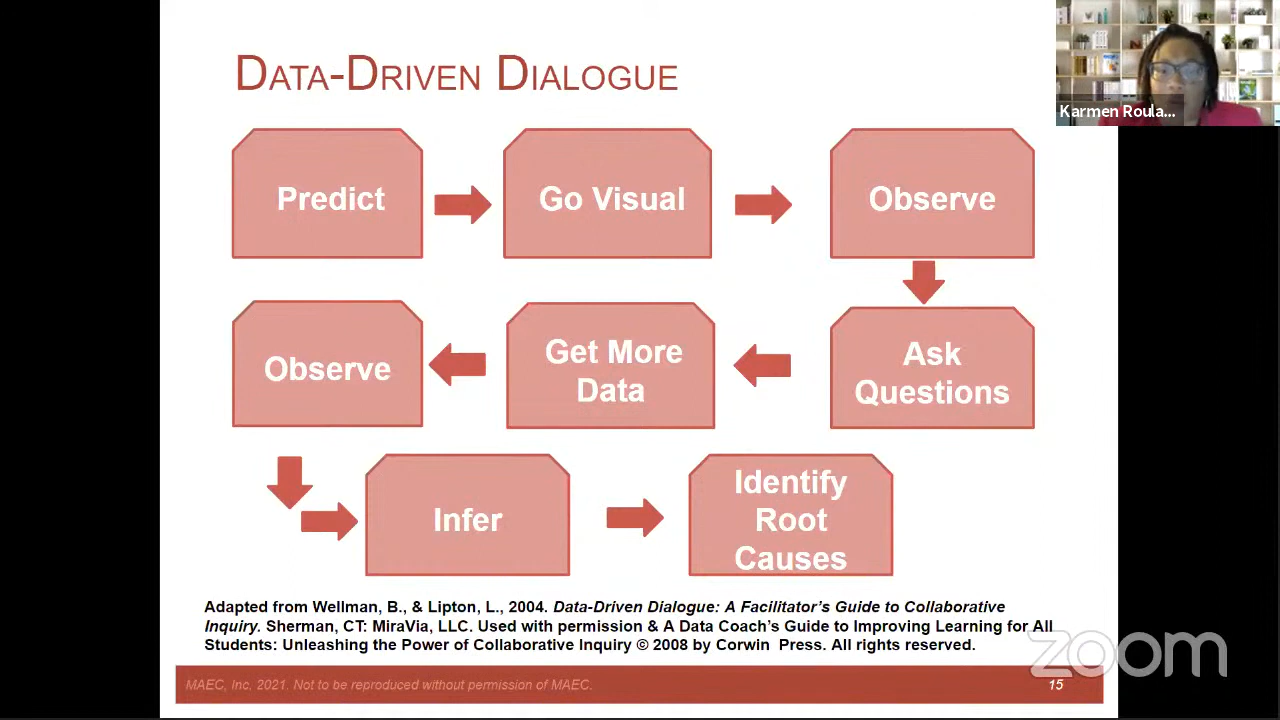 DATA-DRIVEN DIALOGUE
Karmen Roula...
Predict
Go Visual
Observe
Ask
Questions
Get More
Data
Observe
Infer
Identify
Root
Causes
Adapted from Wellman, B., & Lipton, L., 2004. Data-Driven Dialogue: A Facilitator's Guide to Collaborative
Inquiry. Sherman, CT: MiraVia, LLC. Used with permission & A Data Coach's Guide to Improving Learning for All
Students: Unleashing the Power of Collaborative Inquiry © 2008 by Corwin Press. All rights reserved.
zoom
MAEC, Inc. 2021. Not to be reproduced without permission of MAEC.
15